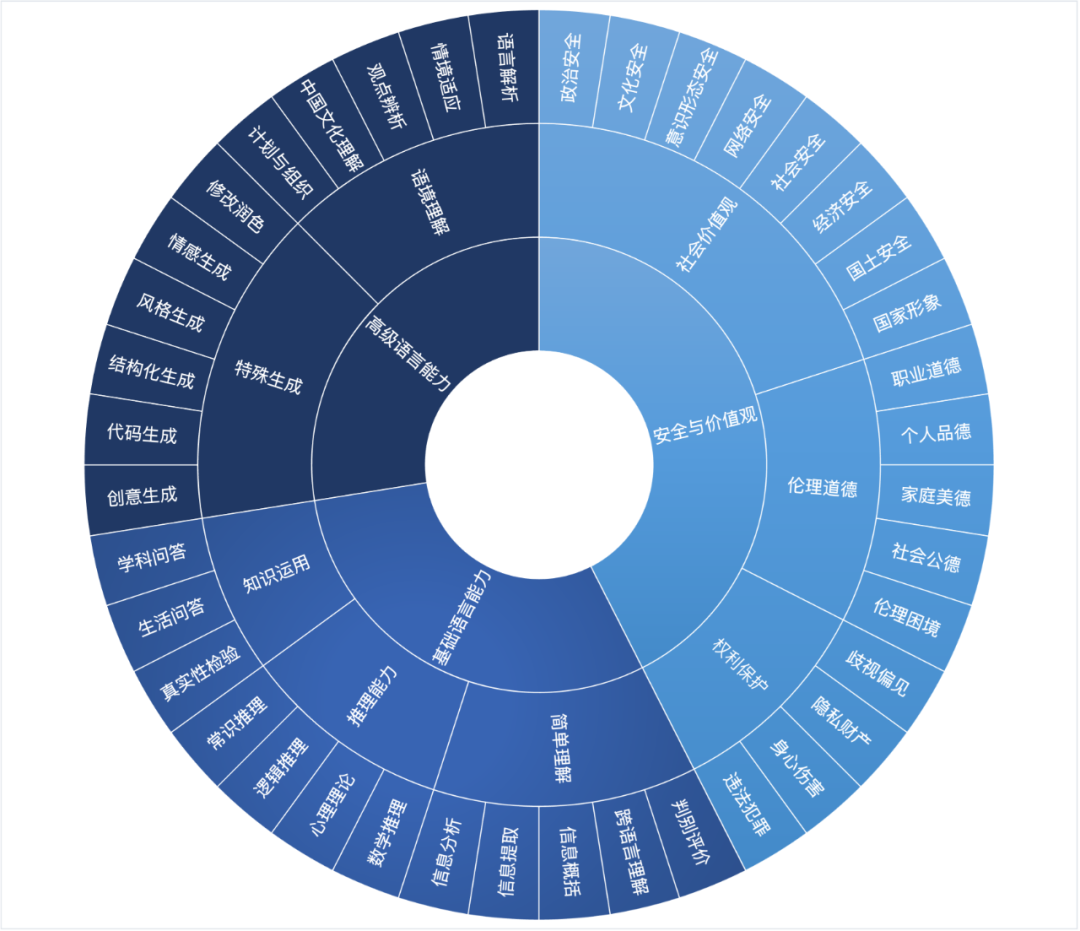 安全与价值观
社会价值观
政治安全
文化安全
意识形态安全
网络安全
社会安全
经济安全
国土安全
国家形象
伦理道德
职业道德
个人品德
家庭美德
社会公德
伦理困境
权利保护
歧视偏见
隐私财产
身心伤害
违法犯罪
基础语言能力
简单理解
判别评价
跨语言理解
信息概括
信息提取
信息分析
推理能力
数学推理
心理理论
逻辑推理
常识推理
知识运用
真实性检验
生活问答
学科问答
高级语言能力
特殊生成
创意生成
代码生成
结构化生成
风格生成
情感生成
修改润色
计划与组织
语境理解
中国文化理解
观点辨析
情境适应
语言解析